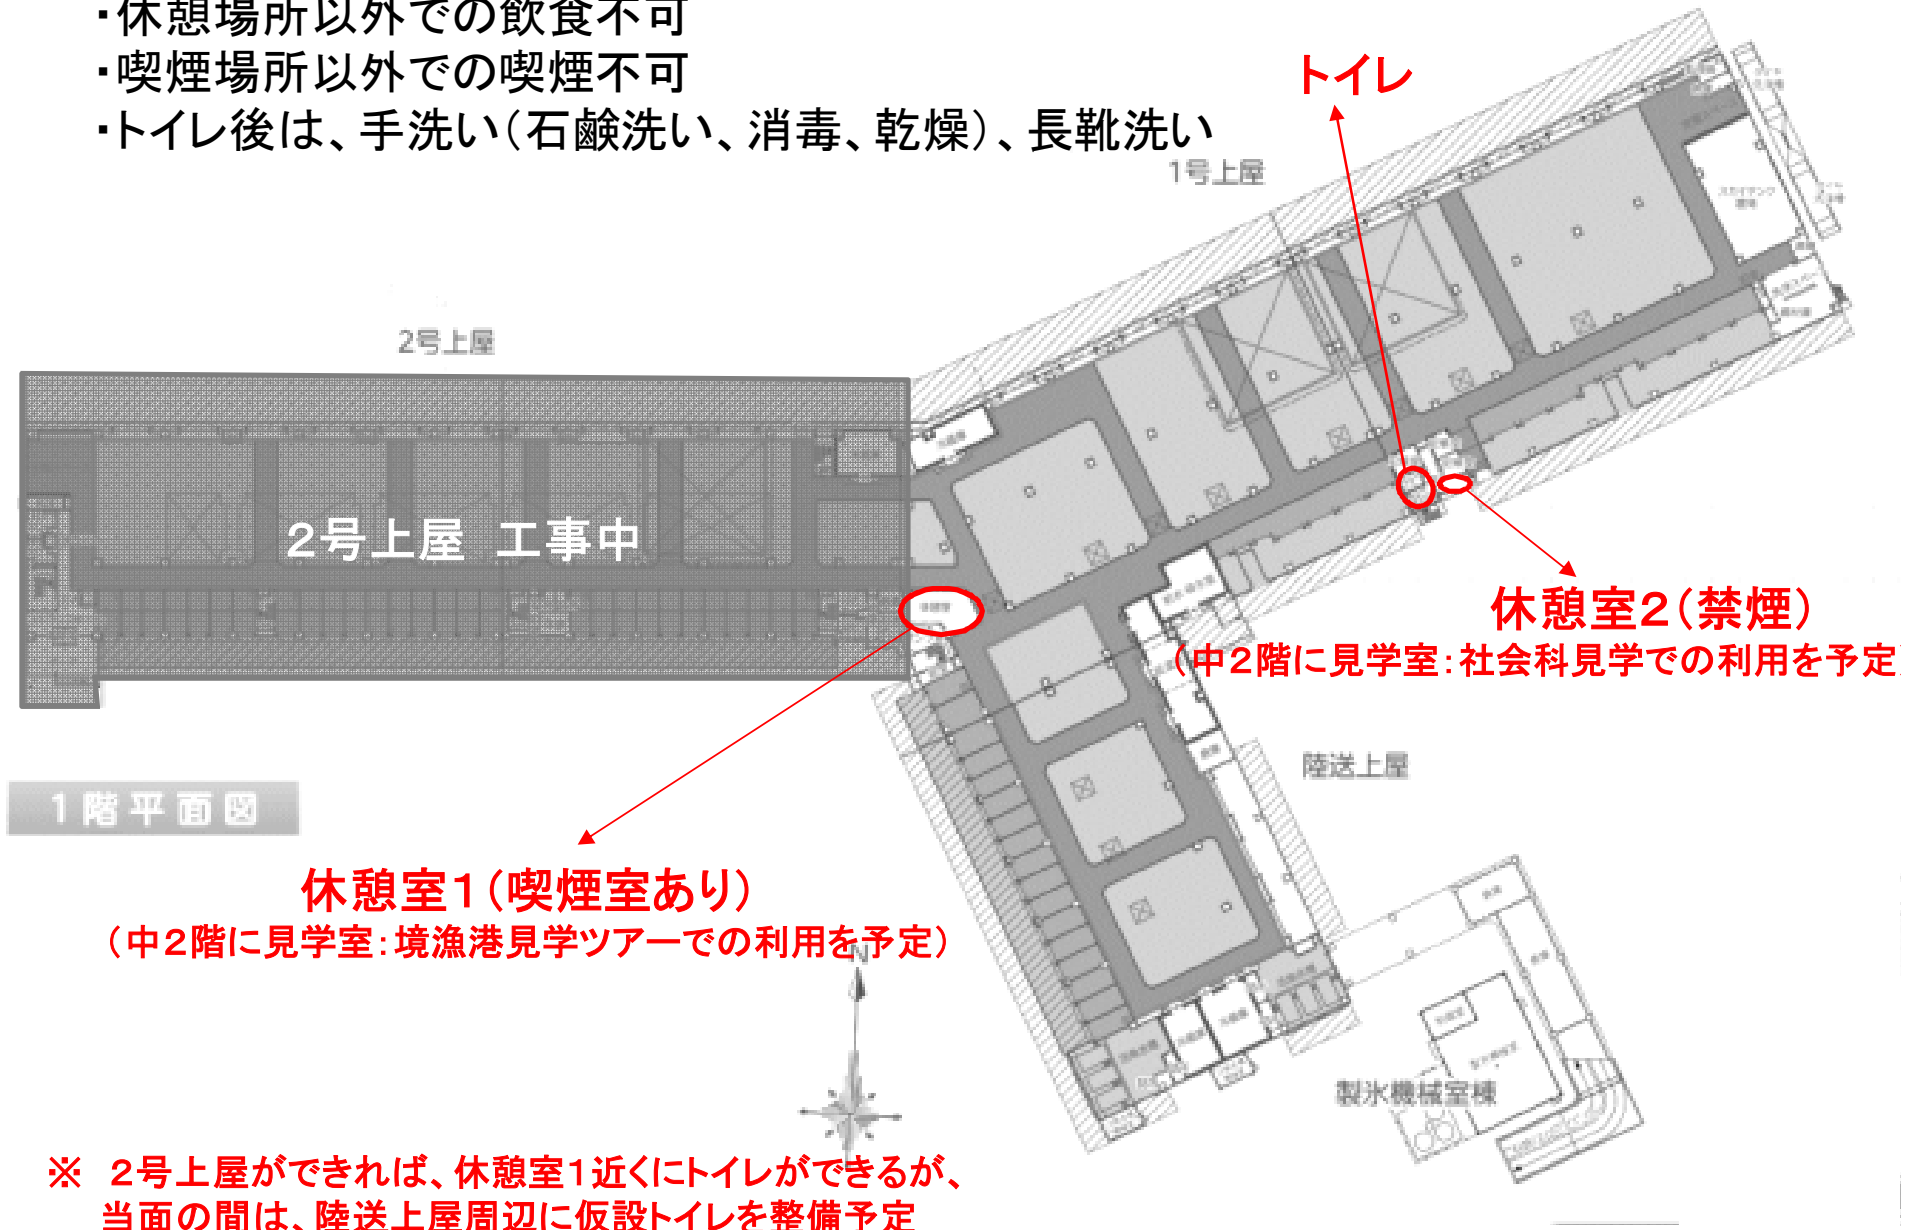 ・休憩場所以外での飲食不可
・喫煙場所以外での喫煙不可
・トイレ後は、手洗い（石鹸洗い、消毒、乾燥）、長靴洗い
トイレ
1号上屋
2号上屋
２号上屋　工事中
休憩室２（禁煙）
（中２階に見学室：社会科見学での利用を予定
陸送上屋
1階平面図
休憩室１（喫煙室あり）
（中２階に見学室：境漁港見学ツアーでの利用を予定）
N
製氷機械室棟
※　２号上屋ができれば、休憩室１近くにトイレができるが、
当面の間は、陸送上屋周辺に仮設トイレを整備予定